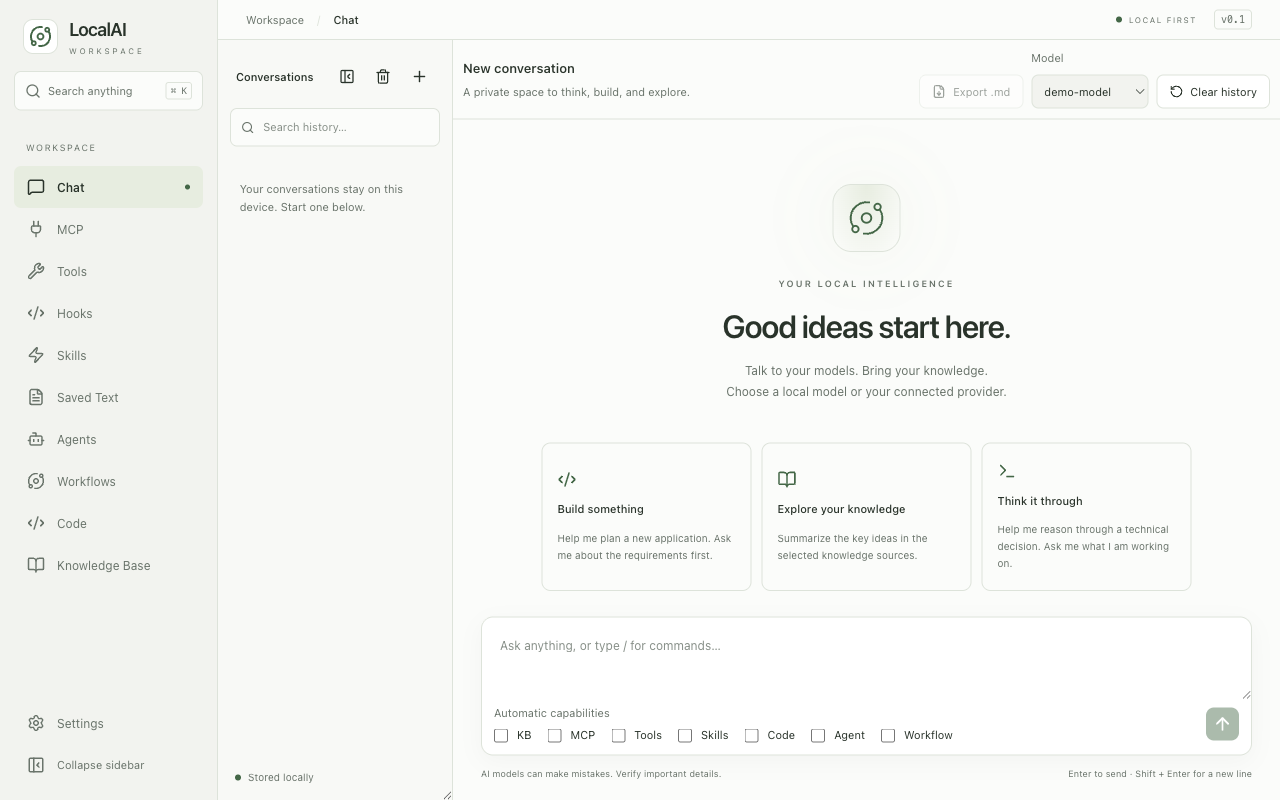 LocalAI
WORKSPACE
Search anything
⌘ K
WORKSPACE
Chat
MCP
Tools
Hooks
Skills
Saved Text
Agents
Workflows
Code
Knowledge Base
Settings
Collapse sidebar
Workspace / Chat
LOCAL FIRST
v0.1
Conversations
Search history...
Your conversations stay on this
device. Start one below.
Stored locally
New conversation
A private space to think, build, and explore.
Export .md
Model
demo-model
Clear history
YOUR LOCAL INTELLIGENCE
Good ideas start here.
Talk to your models. Bring your knowledge.
Choose a local model or your connected provider.
Build something
Help me plan a new application. Ask
me about the requirements first.
Explore your knowledge
Summarize the key ideas in the
selected knowledge sources.
Think it through
Help me reason through a technical
decision. Ask me what I am working
on.
Ask anything, or type / for commands...
Automatic capabilities
KB
MCP
Tools
Skills
Code
Agent
Workflow
AI models can make mistakes. Verify important details.
Enter to send · Shift + Enter for a new line